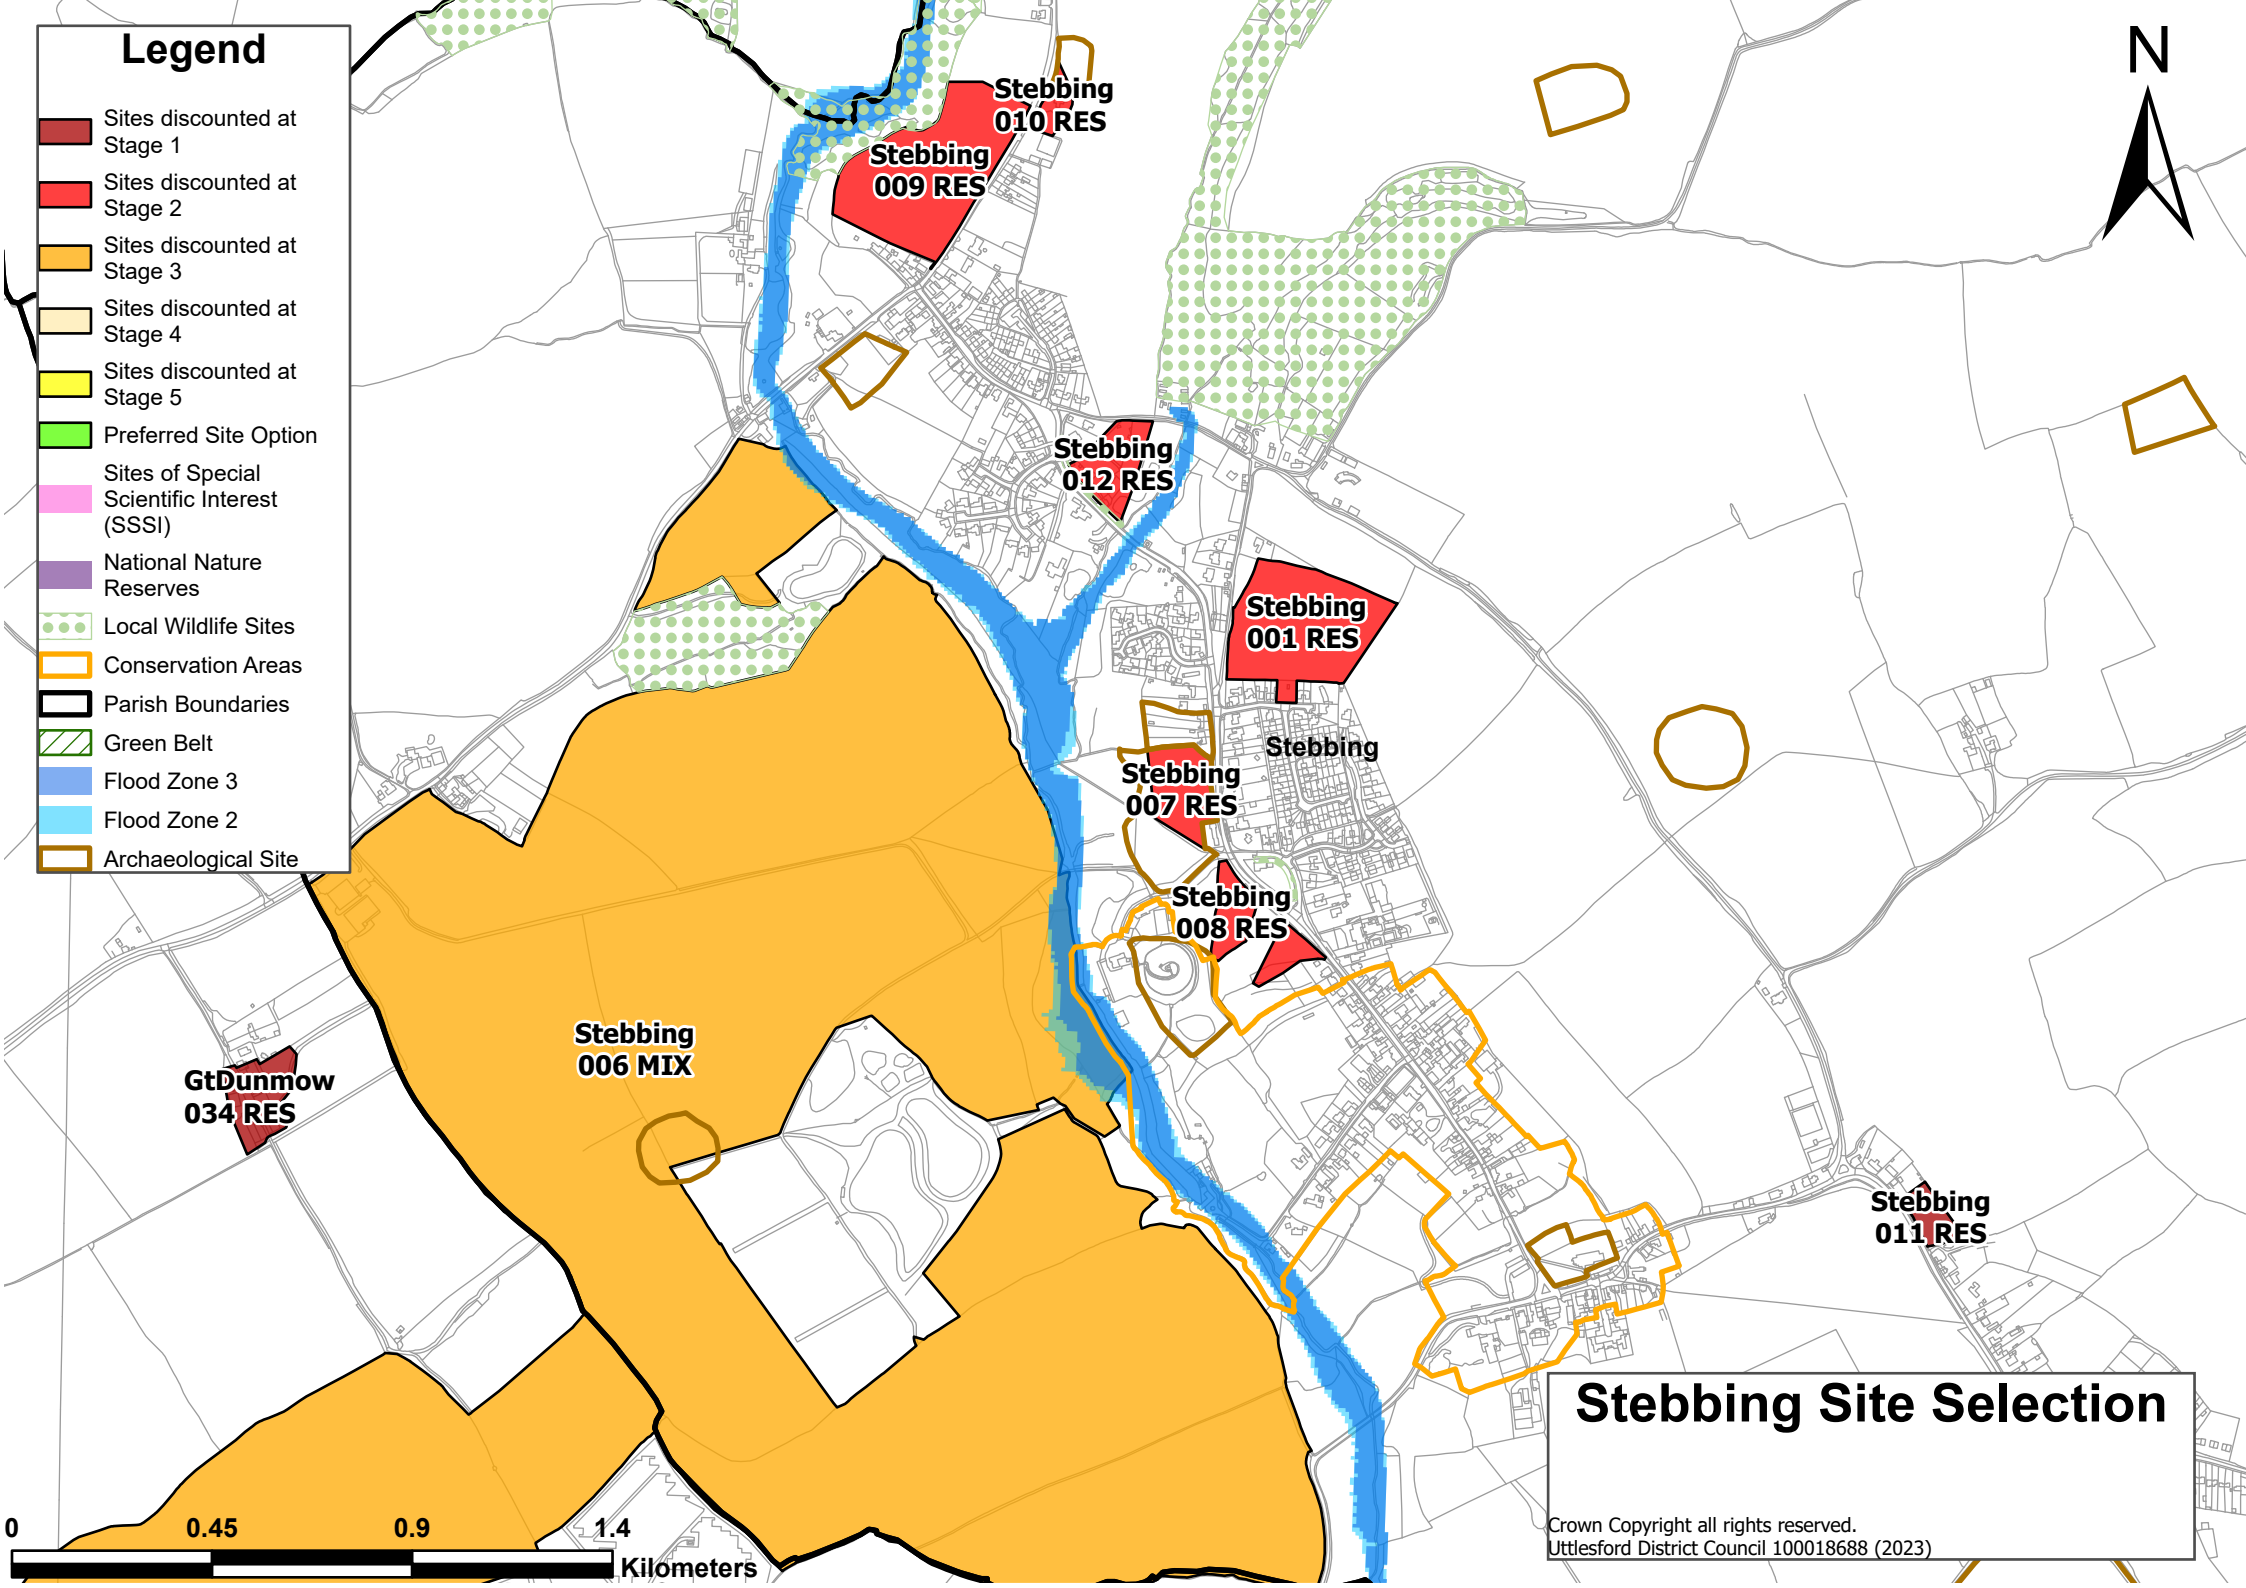 Legend
Sites discounted at
Stage 1
Sites discounted at
Stage 2
Sites discounted at
Stage 3
Sites discounted at
Stage 4
Sites discounted at
Stage 5
Preferred Site Option
Sites of Special
Scientific Interest
(SSSI)
National Nature
Reserves
Local Wildlife Sites
Conservation Areas
Parish Boundaries
Green Belt
Flood Zone 3
Flood Zone 2
Archaeological Site
N
Stebbing
010 RES
Stebbing
009 RES
Stebbing
012 RES
Stebbing
001 RES
Stebbing
Stebbing
007 RES
Stebbing
008 RES
Stebbing
006 MIX
GtDunmow
034 RES
Stebbing
011 RES
Stebbing Site Selection
Crown Copyright all rights reserved.
Uttlesford District Council 100018688 (2023)
0 0.45 0.9 1.4
Kilometers